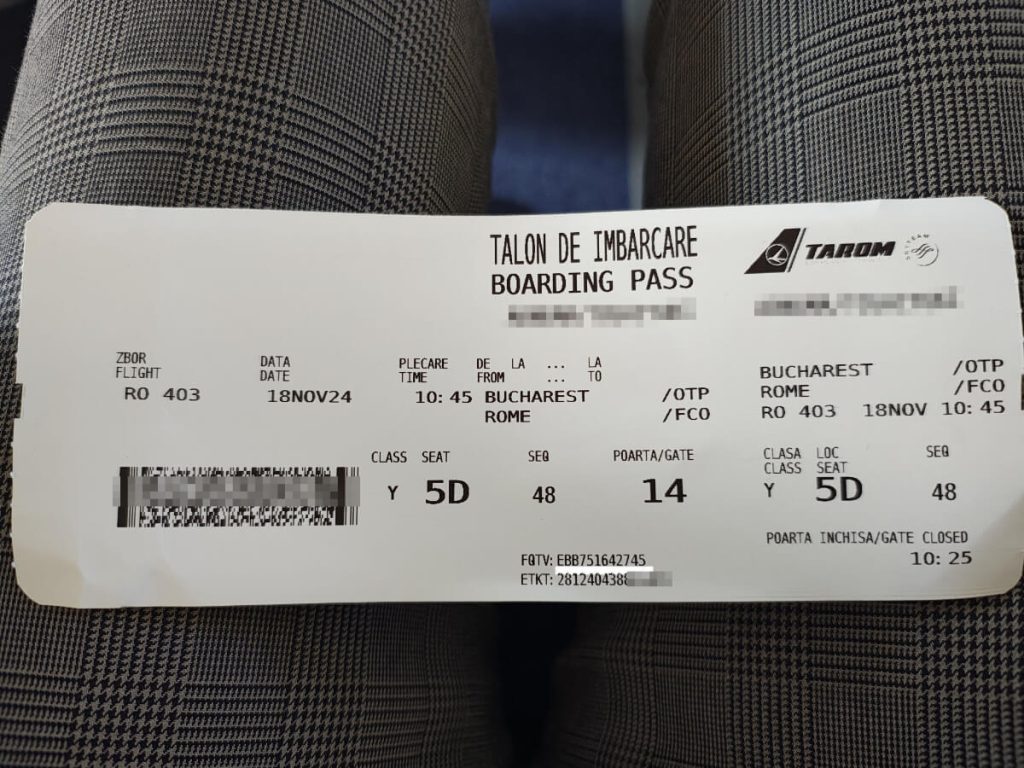 TALON DE IMBARCARE
BOARDING PASS
TAROM
SKYTEAM
ZBOR DATA PLECARE DE LA ... LA
FLIGHT DATE TIME FROM ... TO
RO 403 18NOV24 10:45 BUCHAREST /OTP
ROME /FCO
BUCHAREST /OTP
ROME /FCO
RO 403 18NOV 10:45
CLASS SEAT SEQ POARTA/GATE
Y 5D 48 14
CLASA LOC SEQ
CLASS SEAT
Y 5D 48
POARTA INCHISA/GATE CLOSED
10:25
FQTV: EBB751642745
ETKT: 281240438